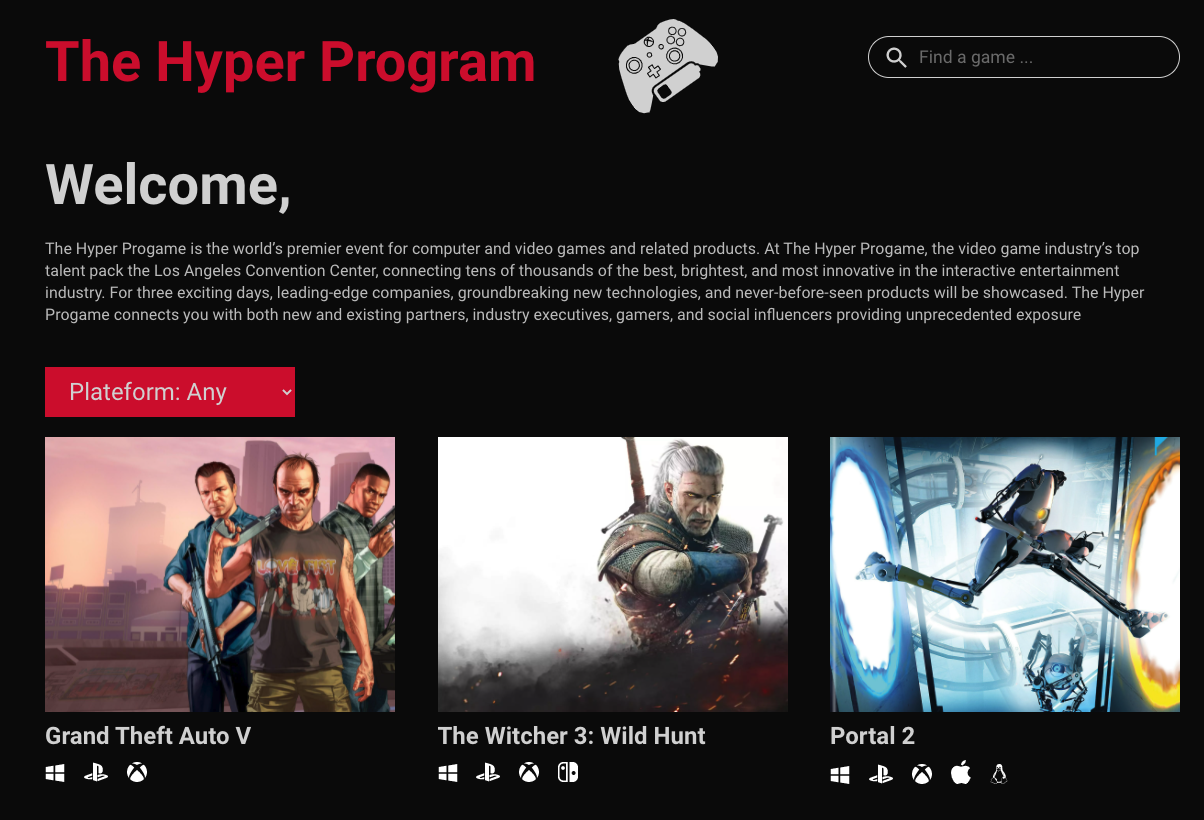 The Hyper Program
Find a game ...
Welcome,
The Hyper Progame is the world’s premier event for computer and video games and related products. At The Hyper Progame, the video game industry’s top
talent pack the Los Angeles Convention Center, connecting tens of thousands of the best, brightest, and most innovative in the interactive entertainment
industry. For three exciting days, leading-edge companies, groundbreaking new technologies, and never-before-seen products will be showcased. The Hyper
Progame connects you with both new and existing partners, industry executives, gamers, and social influencers providing unprecedented exposure
Plateform: Any
Grand Theft Auto V
The Witcher 3: Wild Hunt
Portal 2